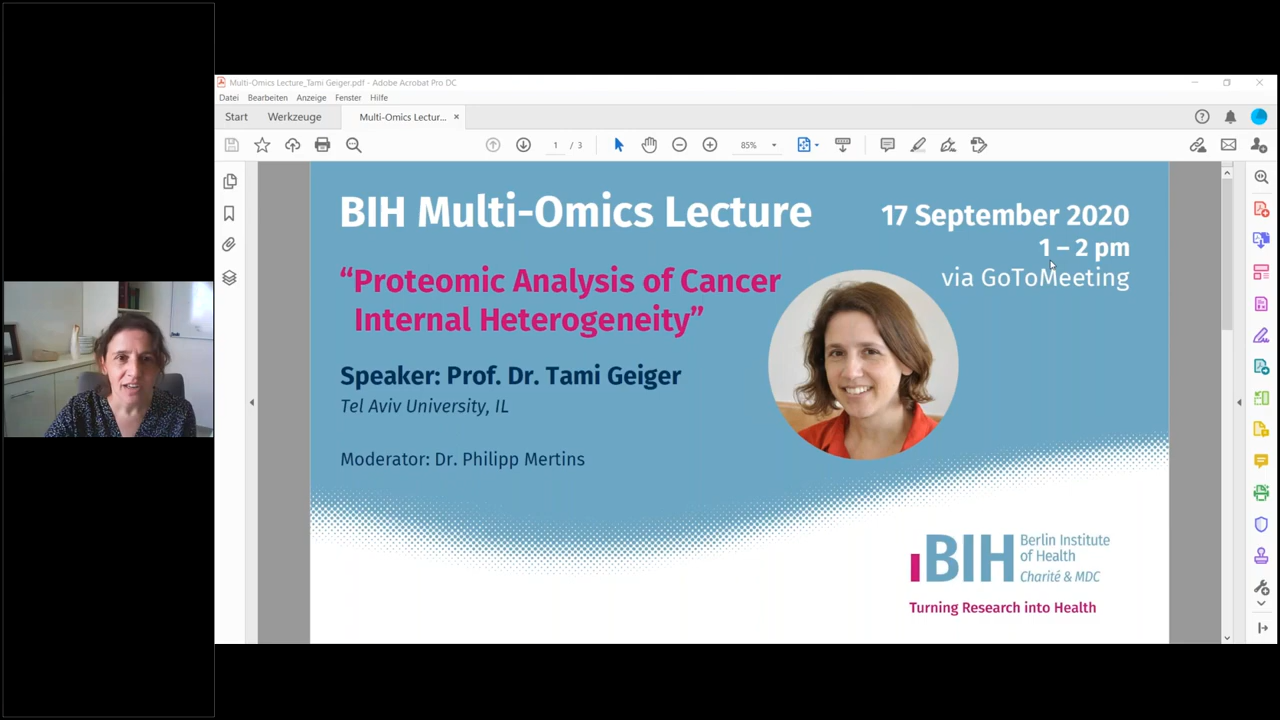 Multi-Omics Lecture_Tami Geiger.pdf - Adobe Acrobat Pro DC
Datei Bearbeiten Anzeige Fenster Hilfe
Start Werkzeuge Multi-Omics Lectur... ×
1 / 3 85%
BIH Multi-Omics Lecture
17 September 2020
1 – 2 pm
via GoToMeeting
“Proteomic Analysis of Cancer
Internal Heterogeneity”
Speaker: Prof. Dr. Tami Geiger
Tel Aviv University, IL
Moderator: Dr. Philipp Mertins
BIH
Berlin Institute
of Health
Charité & MDC
Turning Research into Health